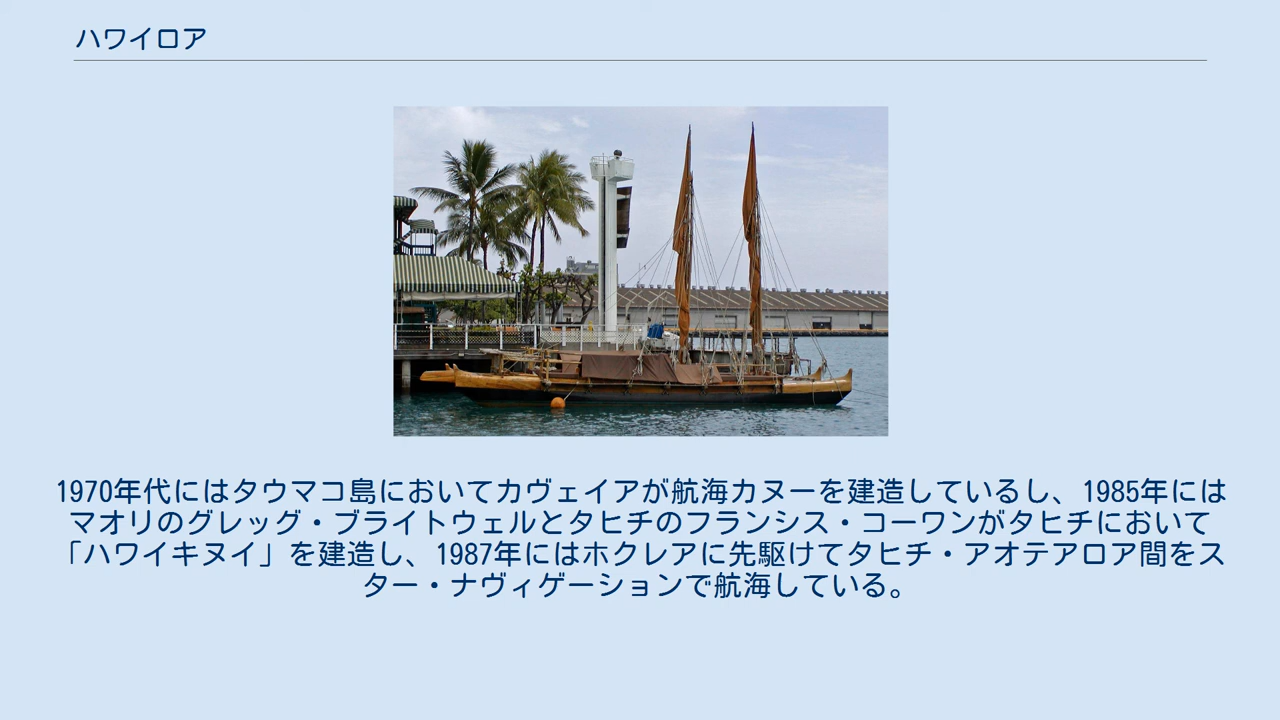 ハワイロア
1970年代にはタウマコ島においてカヴェイアが航海カヌーを建造しているし、1985年には
マオリのグレッグ・ブライトウェルとタヒチのフランシス・コーワンがタヒチにおいて
「ハワイキヌイ」を建造し、1987年にはホクレアに先駆けてタヒチ・アオテアロア間をス
ター・ナヴィゲーションで航海している。